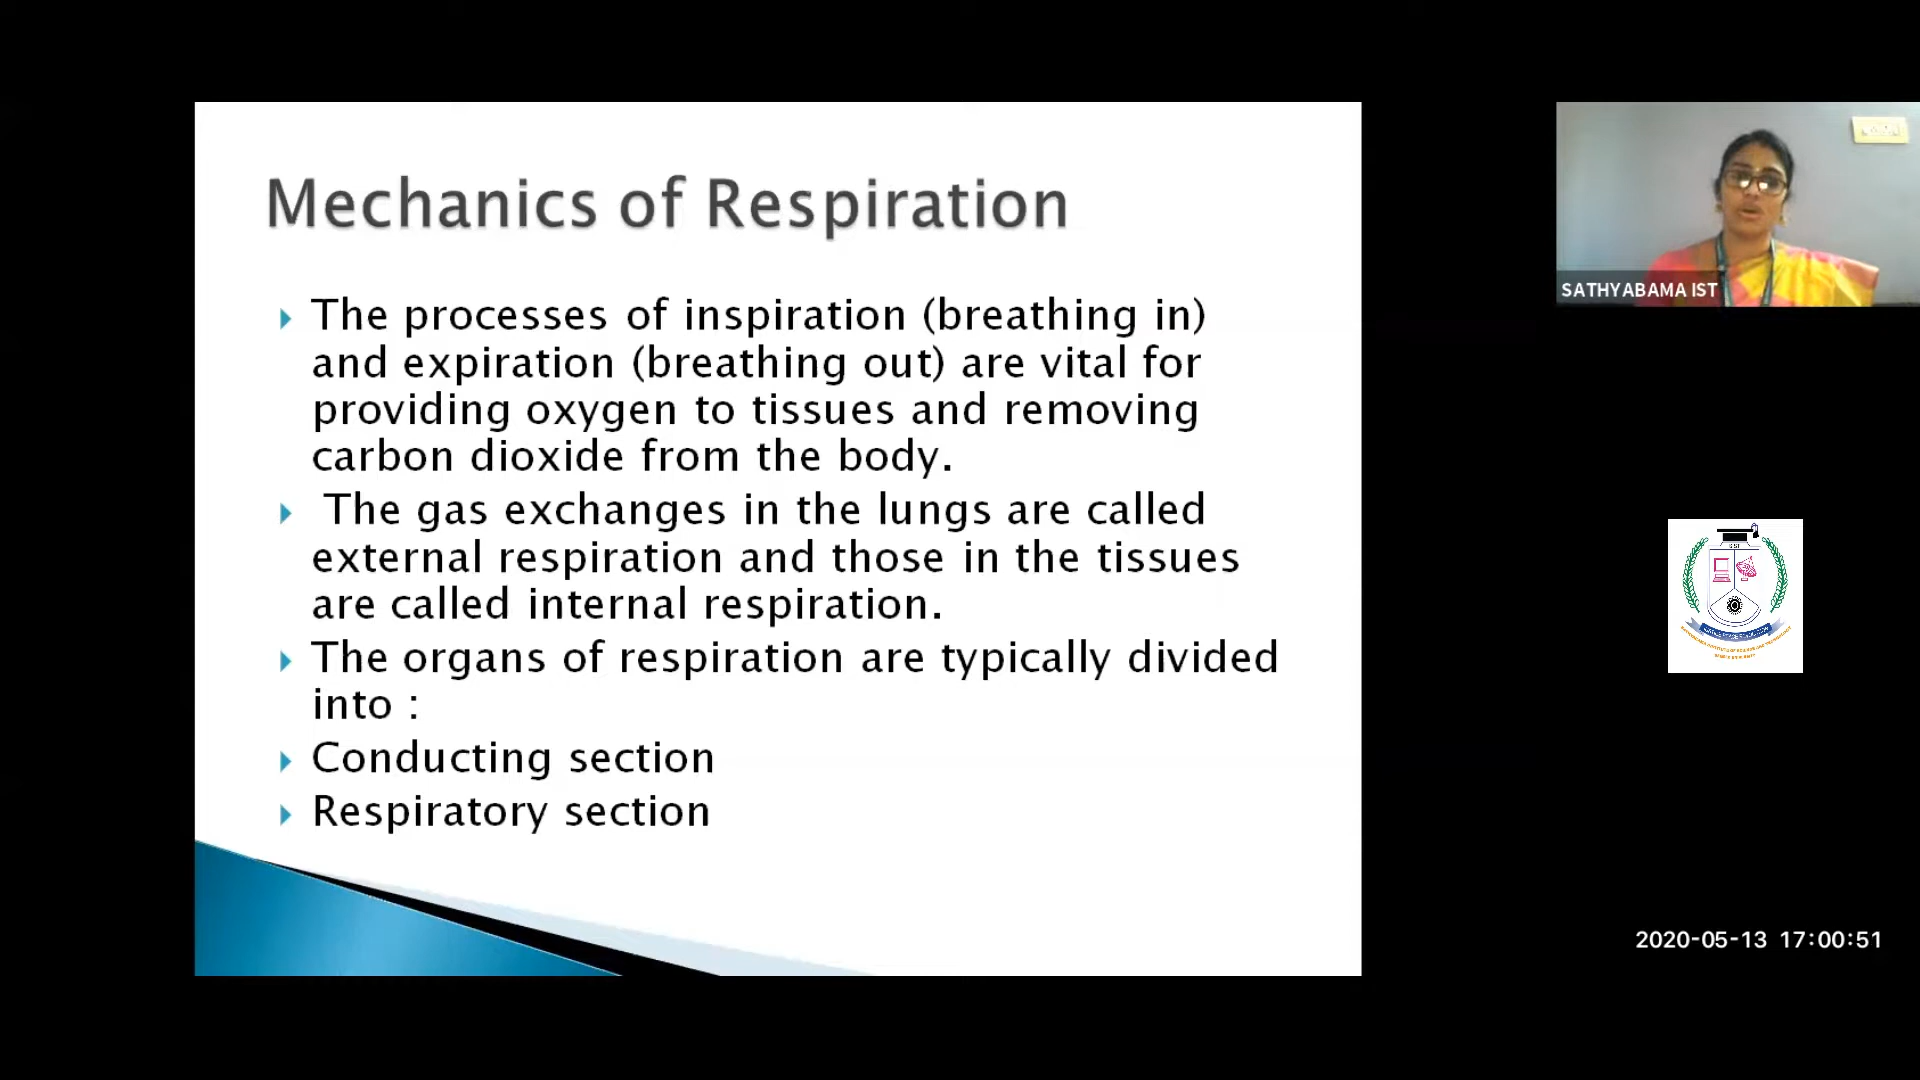 Mechanics of Respiration
The processes of inspiration (breathing in)
and expiration (breathing out) are vital for
providing oxygen to tissues and removing
carbon dioxide from the body.
The gas exchanges in the lungs are called
external respiration and those in the tissues
are called internal respiration.
The organs of respiration are typically divided
into :
Conducting section
Respiratory section
SATHYABAMA IST
2020-05-13 17:00:51